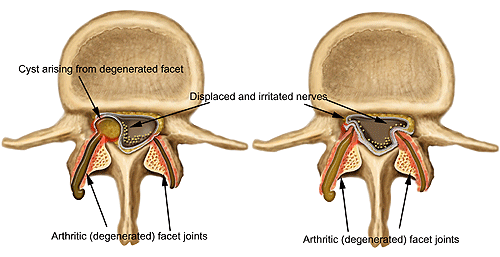 Cyst arising from degenerated facet
Displaced and irritated nerves
Arthritic (degenerated) facet joints
Arthritic (degenerated) facet joints